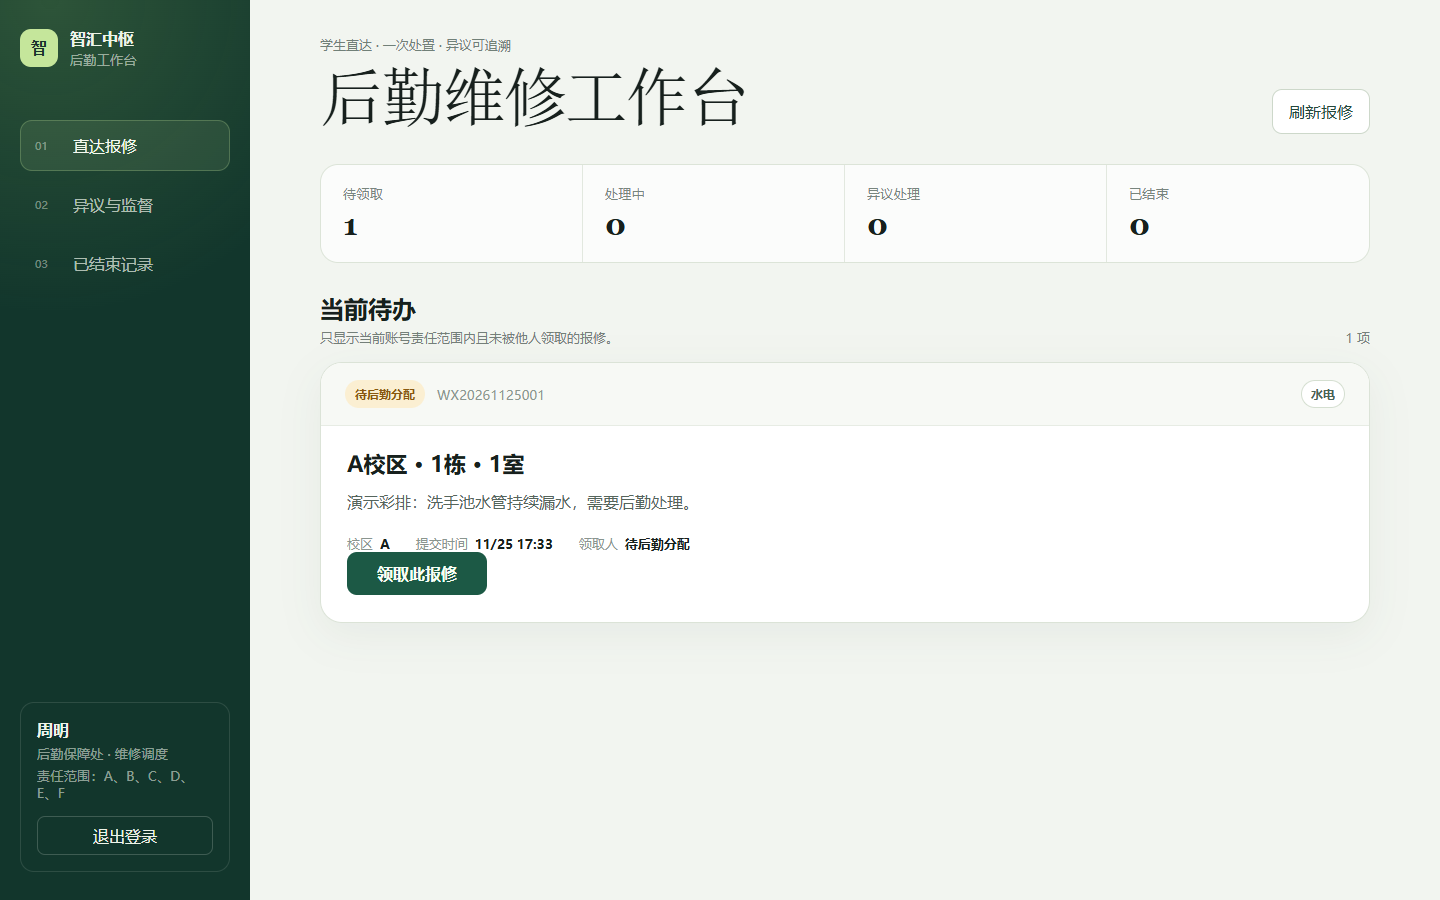 智
智汇中枢
后勤工作台
01 直达报修
02 异议与监督
03 已结束记录
周明
后勤保障处 · 维修调度
责任范围：A、B、C、D、
E、F
退出登录
学生直达 · 一次处置 · 异议可追溯
后勤维修工作台
刷新报修
待领取
1
处理中
0
异议处理
0
已结束
0
当前待办
只显示当前账号责任范围内且未被他人领取的报修。
1 项
待后勤分配 WX20261125001
水电
A校区 • 1栋 • 1室
演示彩排：洗手池水管持续漏水，需要后勤处理。
校区 A 提交时间 11/25 17:33 领取人 待后勤分配
领取此报修